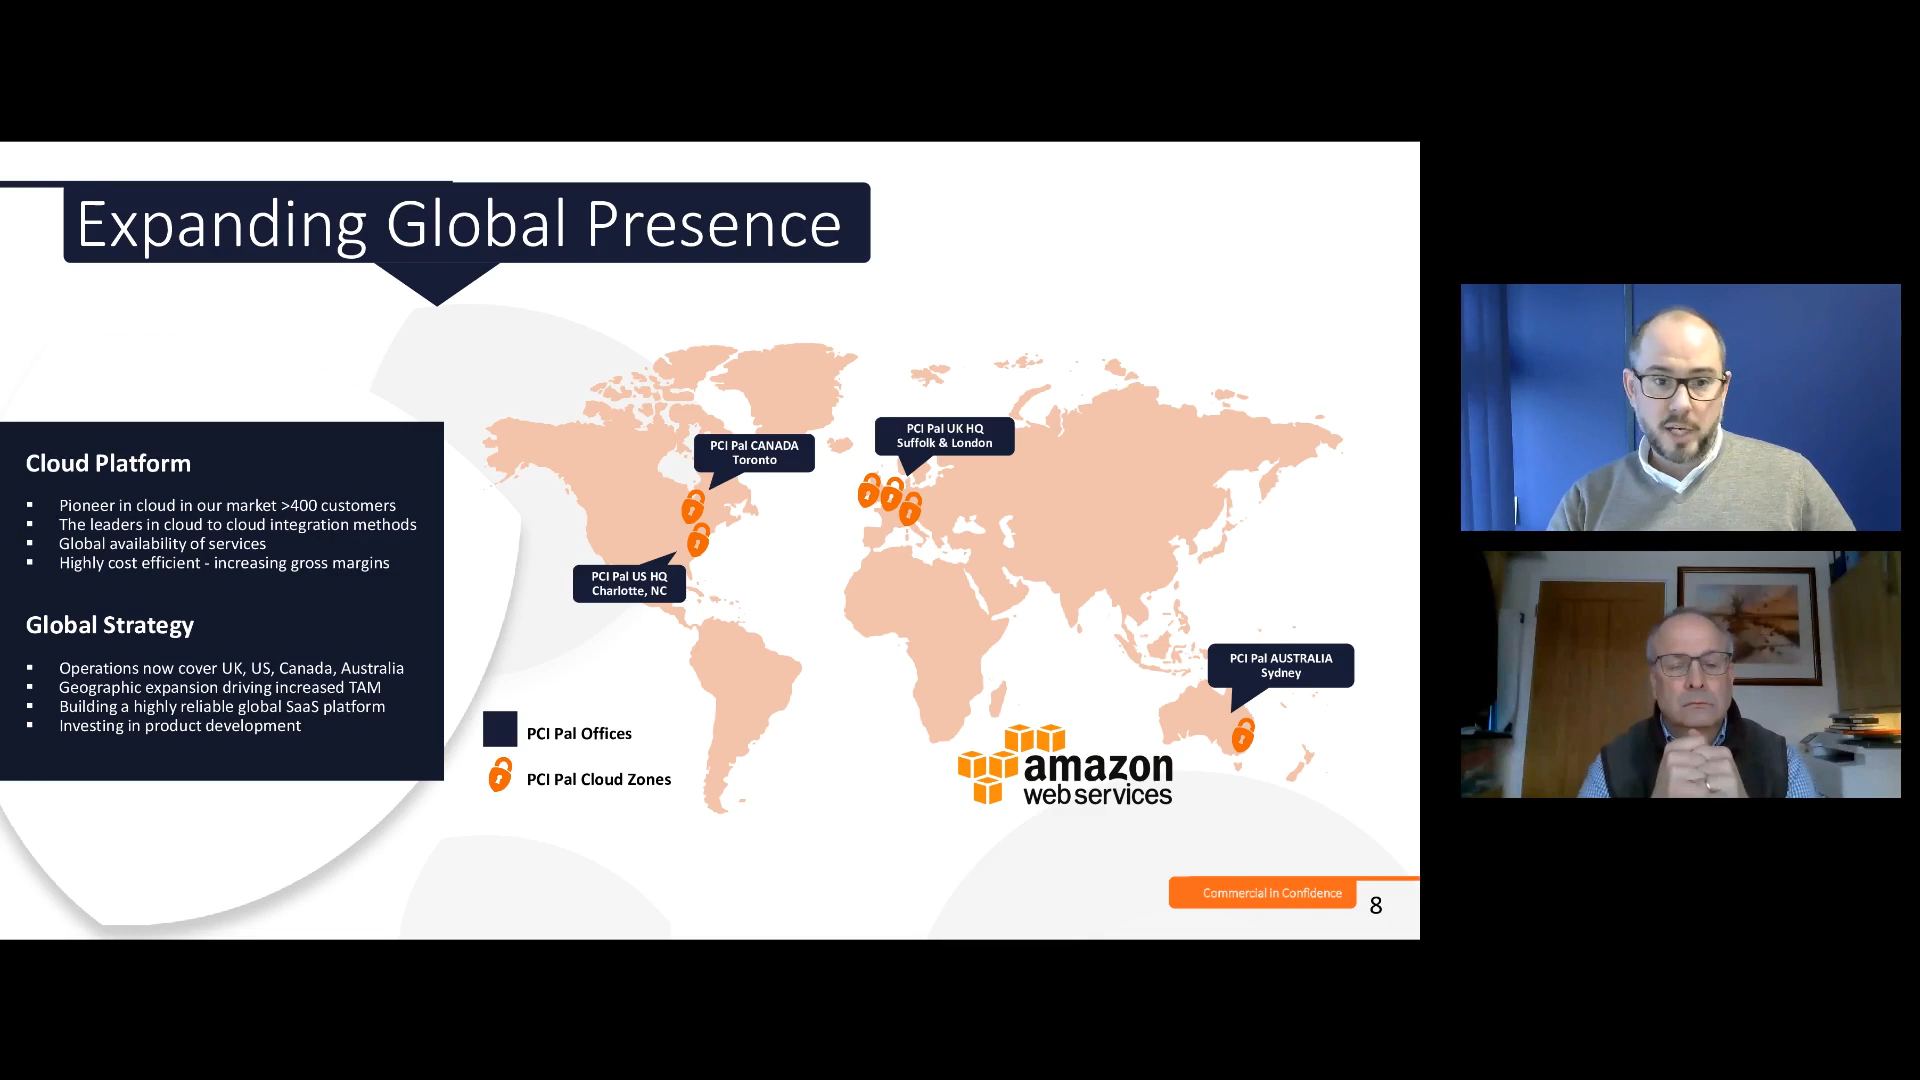 Expanding Global Presence
Cloud Platform
▪ Pioneer in cloud in our market >400 customers
▪ The leaders in cloud to cloud integration methods
▪ Global availability of services
▪ Highly cost efficient - increasing gross margins
Global Strategy
▪ Operations now cover UK, US, Canada, Australia
▪ Geographic expansion driving increased TAM
▪ Building a highly reliable global SaaS platform
▪ Investing in product development
PCI Pal CANADA
Toronto
PCI Pal UK HQ
Suffolk & London
PCI Pal US HQ
Charlotte, NC
PCI Pal AUSTRALIA
Sydney
PCI Pal Offices
PCI Pal Cloud Zones
amazon
web services
Commercial in Confidence
8